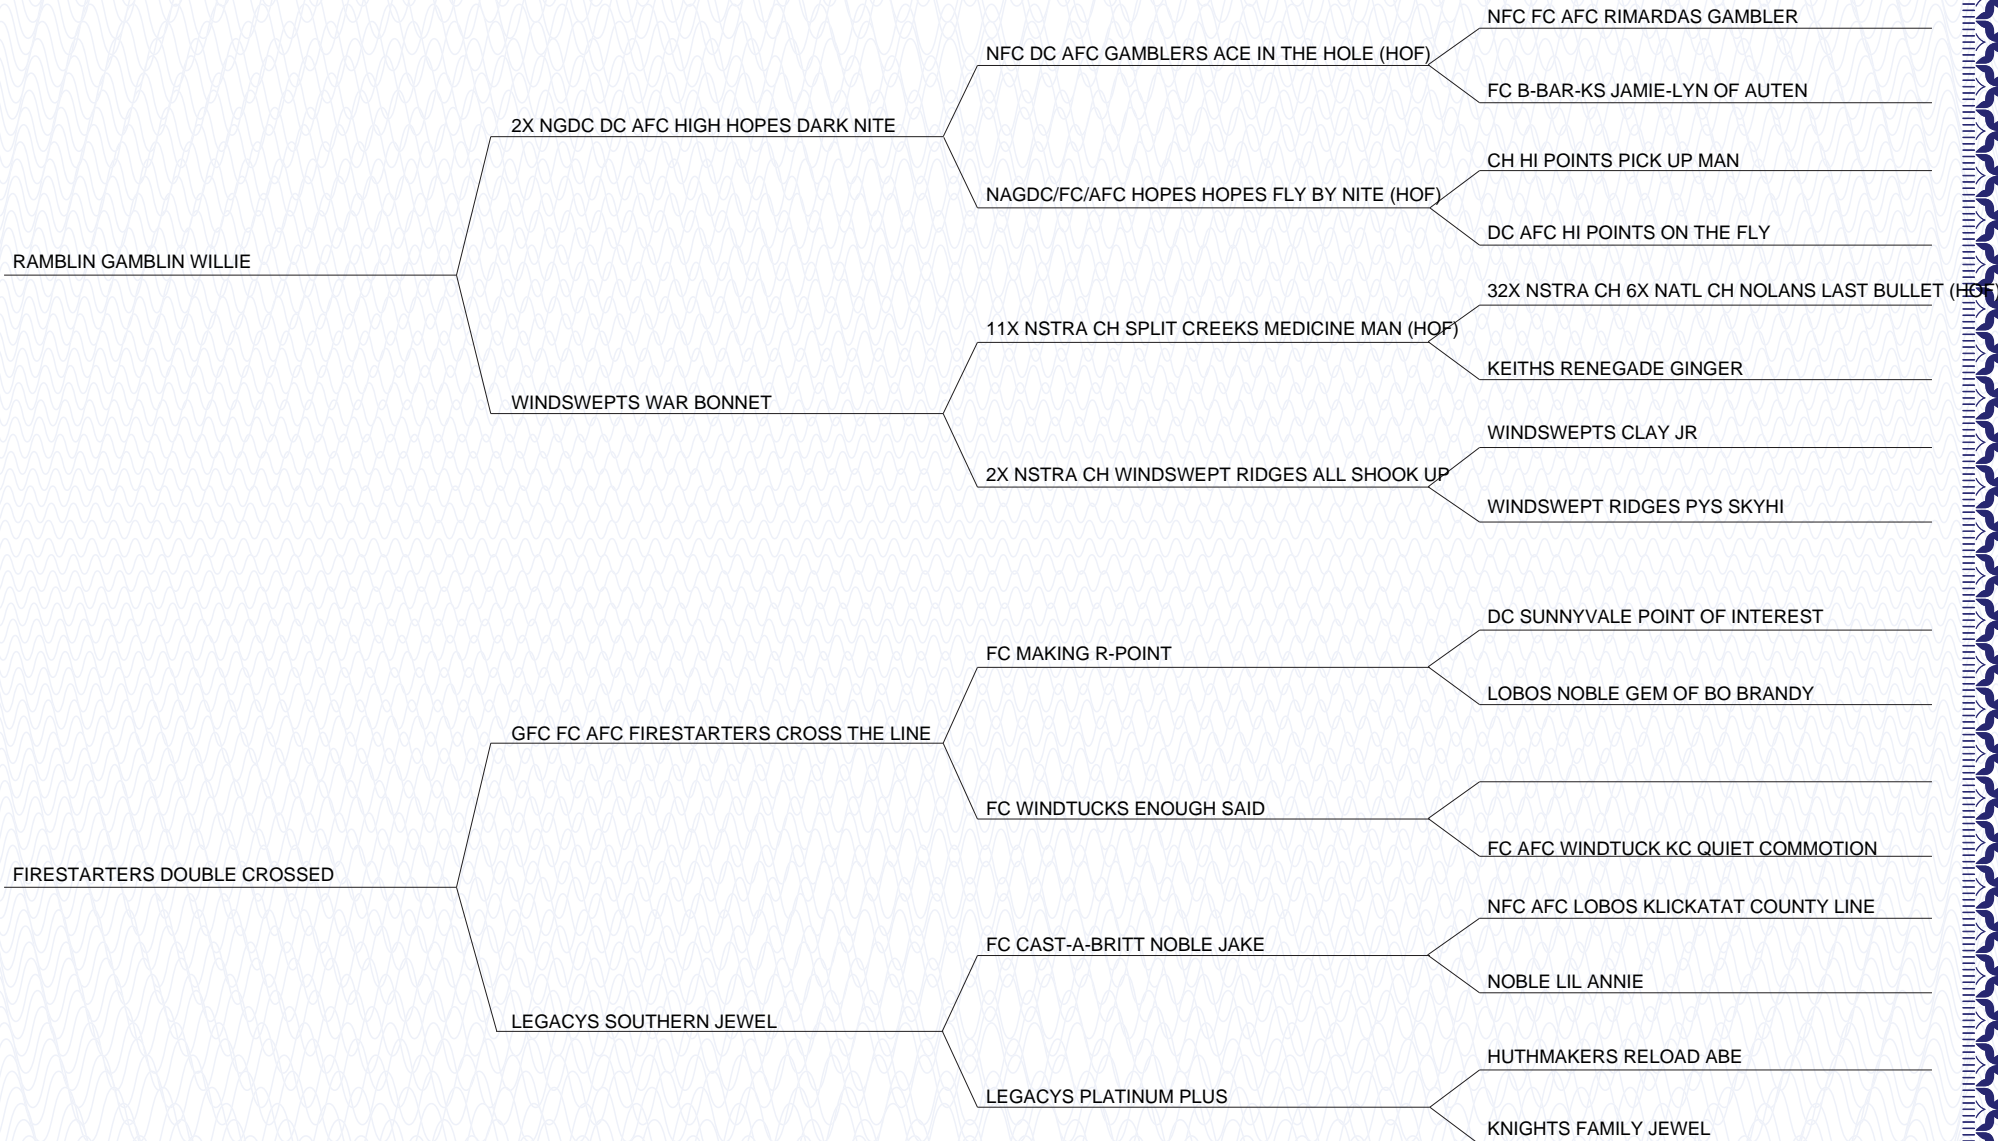 NFC FC AFC RIMARDAS GAMBLER
NFC DC AFC GAMBLERS ACE IN THE HOLE (HOF)
FC B-BAR-KS JAMIE-LYN OF AUTEN
2X NGDC DC AFC HIGH HOPES DARK NITE
CH HI POINTS PICK UP MAN
NAGDC/FC/AFC HOPES HOPES FLY BY NITE (HOF)
DC AFC HI POINTS ON THE FLY
RAMBLIN GAMBLIN WILLIE
32X NSTRA CH 6X NATL CH NOLANS LAST BULLET (HOF)
11X NSTRA CH SPLIT CREEKS MEDICINE MAN (HOF)
KEITHS RENEGADE GINGER
WINDSWEPTS WAR BONNET
WINDSWEPTS CLAY JR
2X NSTRA CH WINDSWEPT RIDGES ALL SHOOK UP
WINDSWEPT RIDGES PYS SKYHI
DC SUNNYVALE POINT OF INTEREST
FC MAKING R-POINT
LOBOS NOBLE GEM OF BO BRANDY
GFC FC AFC FIRESTARTERS CROSS THE LINE
FC WINDTUCKS ENOUGH SAID
FC AFC WINDTUCK KC QUIET COMMOTION
FIRESTARTERS DOUBLE CROSSED
NFC AFC LOBOS KLICKATAT COUNTY LINE
FC CAST-A-BRITT NOBLE JAKE
NOBLE LIL ANNIE
LEGACYS SOUTHERN JEWEL
HUTHMAKERS RELOAD ABE
LEGACYS PLATINUM PLUS
KNIGHTS FAMILY JEWEL